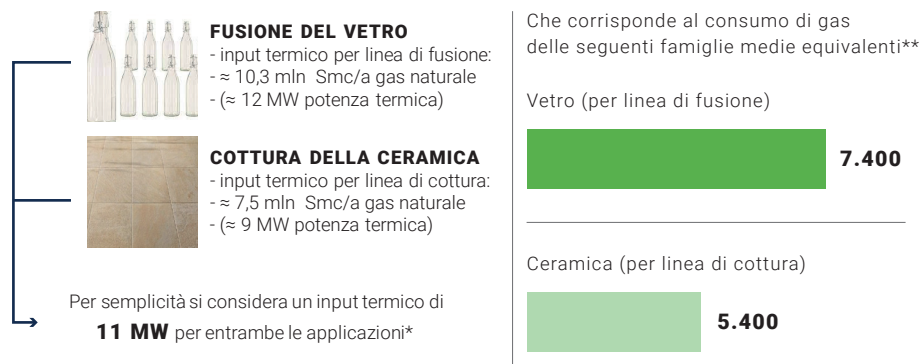 FUSIONE DEL VETRO
- input termico per linea di fusione:
- ≈ 10,3 mln Smc/a gas naturale
- (≈ 12 MW potenza termica)
COTTURA DELLA CERAMICA
- input termico per linea di cottura:
- ≈ 7,5 mln Smc/a gas naturale
- (≈ 9 MW potenza termica)
Per semplicità si considera un input termico di
11 MW per entrambe le applicazioni*
Che corrisponde al consumo di gas
delle seguenti famiglie medie equivalenti**
Vetro (per linea di fusione)
7.400
Ceramica (per linea di cottura)
5.400